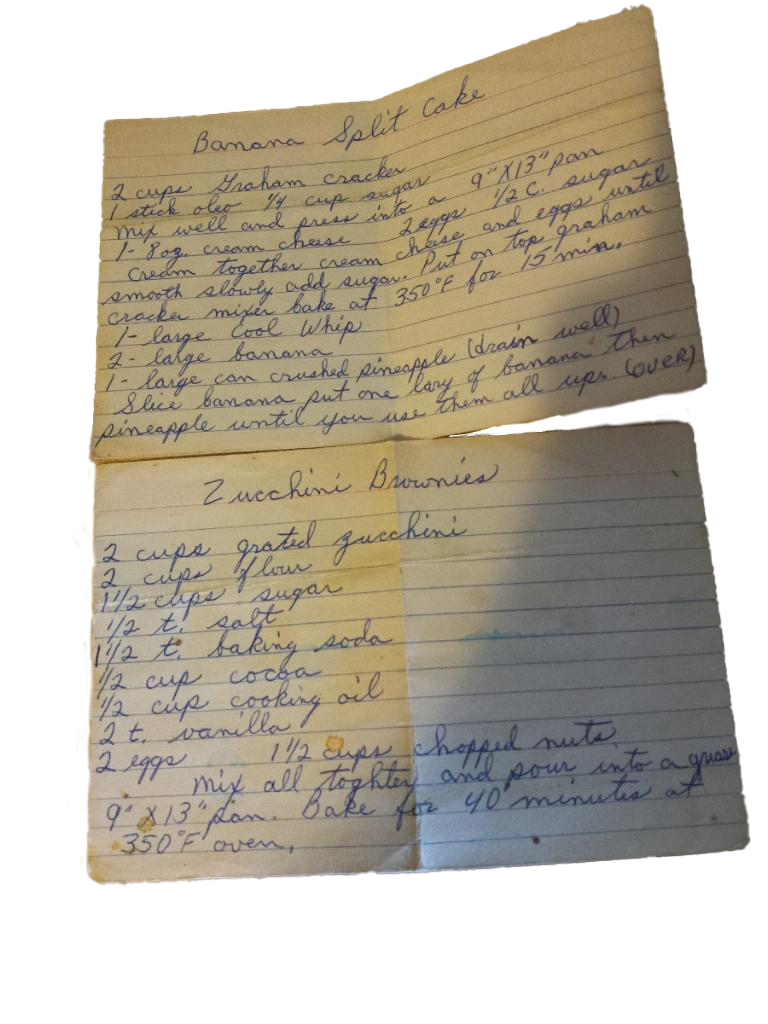 Banana Split Cake
2 cups Graham cracker
1 stick oleo 1/4 cup sugar
mix well and press into a 9" X 13" pan
1- 8 oz. cream cheese 2 eggs 1/2 c. sugar
Cream together cream chease and eggs until
smooth slowly add sugar. Put on top graham
cracker mixer bake at 350°F for 15 min.
1- large Cool Whip
2- large banana
1- large can crushed pineapple (drain well)
Slice banana put one lary of banana then
pineapple until you use them all up. (OVER)
Zucchini Brownies
2 cups grated zucchini
2 cups flour
1 1/2 cups sugar
1/2 t. salt
1 1/2 t. baking soda
1/2 cup cocoa
1/2 cup cooking oil
2 t. vanilla
2 eggs 1 1/2 cups chopped nuts
mix all toghter and pour into a
9" X 13" pan. Bake for 40 minutes at
350°F oven.